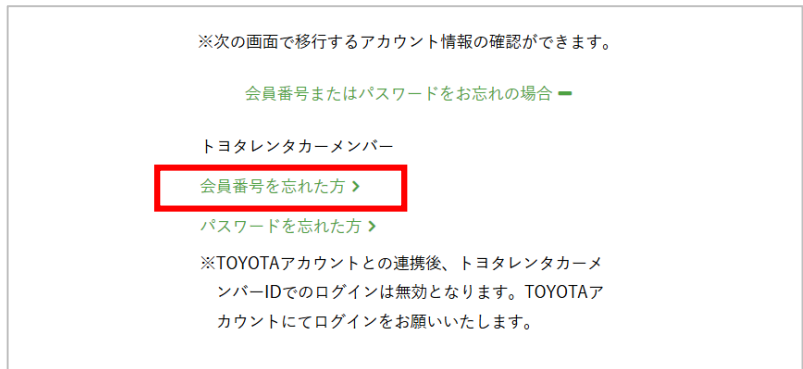 ※次の画面で移行するアカウント情報の確認ができます。
会員番号またはパスワードをお忘れの場合 ー
トヨタレンタカーメンバー
会員番号を忘れた方 >
パスワードを忘れた方 >
※TOYOTAアカウントとの連携後、トヨタレンタカーメ
ンバーIDでのログインは無効となります。TOYOTAア
カウントにてログインをお願いいたします。